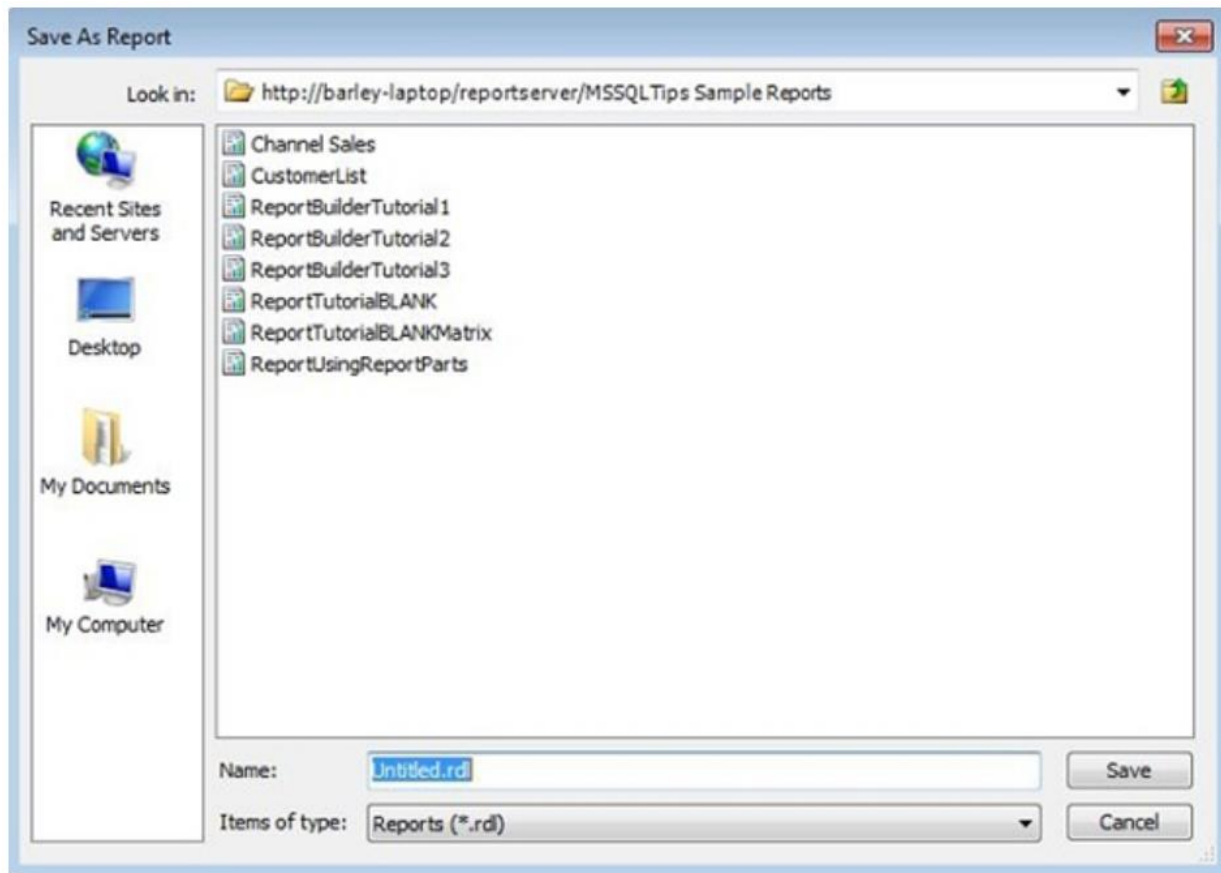 Save As Report
Look in: http://barley-laptop/reportserver/MSSQLTips Sample Reports
Recent Sites
and Servers
Desktop
My Documents
My Computer
Channel Sales
CustomerList
ReportBuilderTutorial1
ReportBuilderTutorial2
ReportBuilderTutorial3
ReportTutorialBLANK
ReportTutorialBLANKMatrix
ReportUsingReportParts
Name: Untitled.rdl Save
Items of type: Reports (*.rdl) Cancel